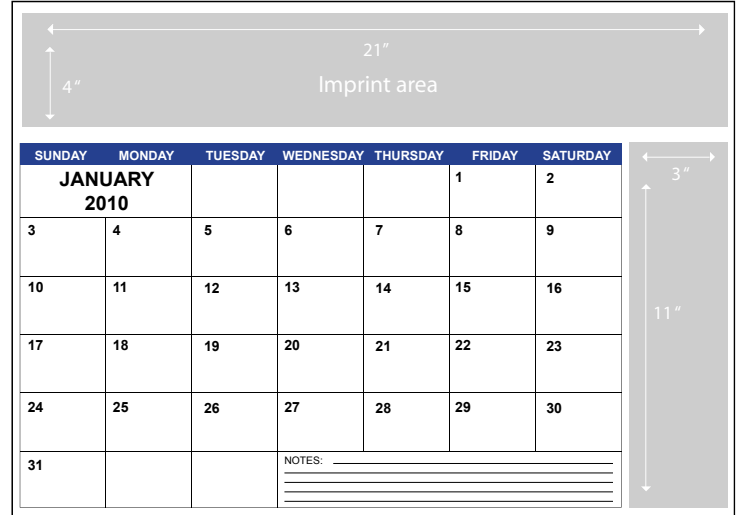 21"
4"
Imprint area
SUNDAY MONDAY TUESDAY WEDNESDAY THURSDAY FRIDAY SATURDAY
JANUARY
2010
1 2
3 4 5 6 7 8 9
10 11 12 13 14 15 16
17 18 19 20 21 22 23
24 25 26 27 28 29 30
31
NOTES:
3"
11"